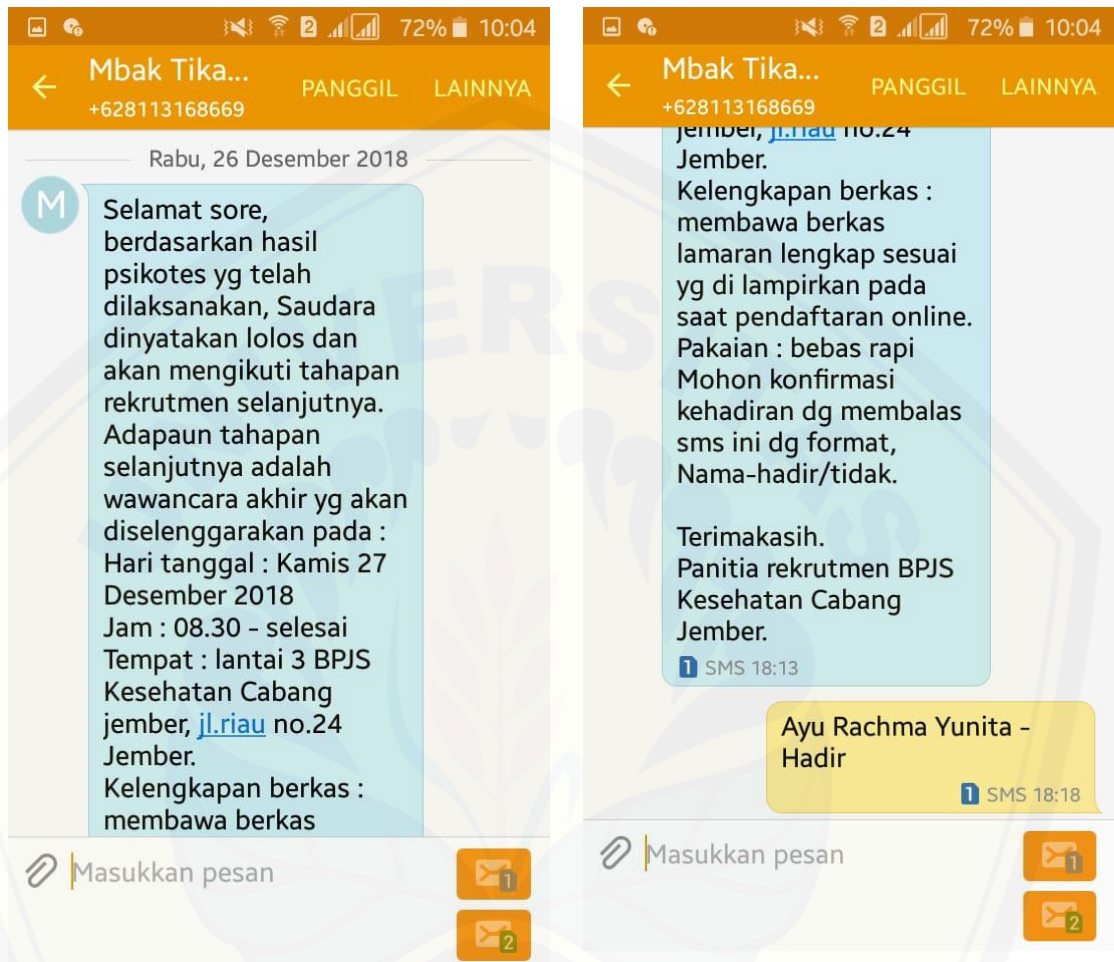 72% 10:04
Mbak Tika...
+628113168669
PANGGIL LAINNYA
Rabu, 26 Desember 2018
M
Selamat sore,
berdasarkan hasil
psikotes yg telah
dilaksanakan, Saudara
dinyatakan lolos dan
akan mengikuti tahapan
rekrutmen selanjutnya.
Adapaun tahapan
selanjutnya adalah
wawancara akhir yg akan
diselenggarakan pada :
Hari tanggal : Kamis 27
Desember 2018
Jam : 08.30 - selesai
Tempat : lantai 3 BPJS
Kesehatan Cabang
jember, jl.riau no.24
Jember.
Kelengkapan berkas :
membawa berkas
Masukkan pesan
1
2
2 72% 10:04
Mbak Tika...
+628113168669
PANGGIL LAINNYA
jember, jl.riau no.24
Jember.
Kelengkapan berkas :
membawa berkas
lamaran lengkap sesuai
yg di lampirkan pada
saat pendaftaran online.
Pakaian : bebas rapi
Mohon konfirmasi
kehadiran dg membalas
sms ini dg format,
Nama-hadir/tidak.
Terimakasih.
Panitia rekrutmen BPJS
Kesehatan Cabang
Jember.
1 SMS 18:13
Ayu Rachma Yunita -
Hadir
1 SMS 18:18
Masukkan pesan
1
2